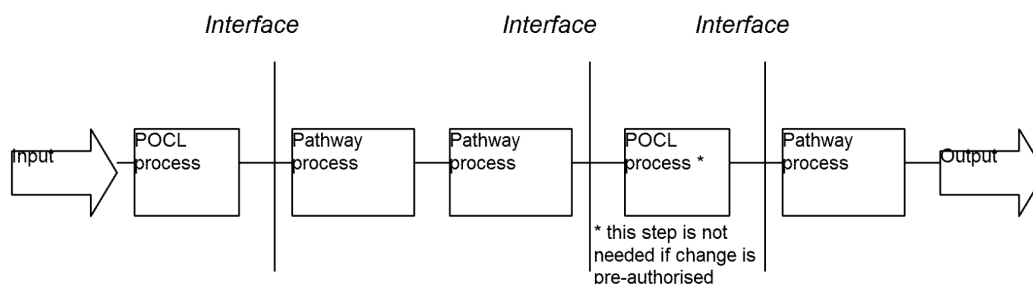 Interface Interface Interface
Input
POCL
process
Pathway
process
Pathway
process
POCL
process *
Pathway
process
Output
* this step is not
needed if change is
pre-authorised